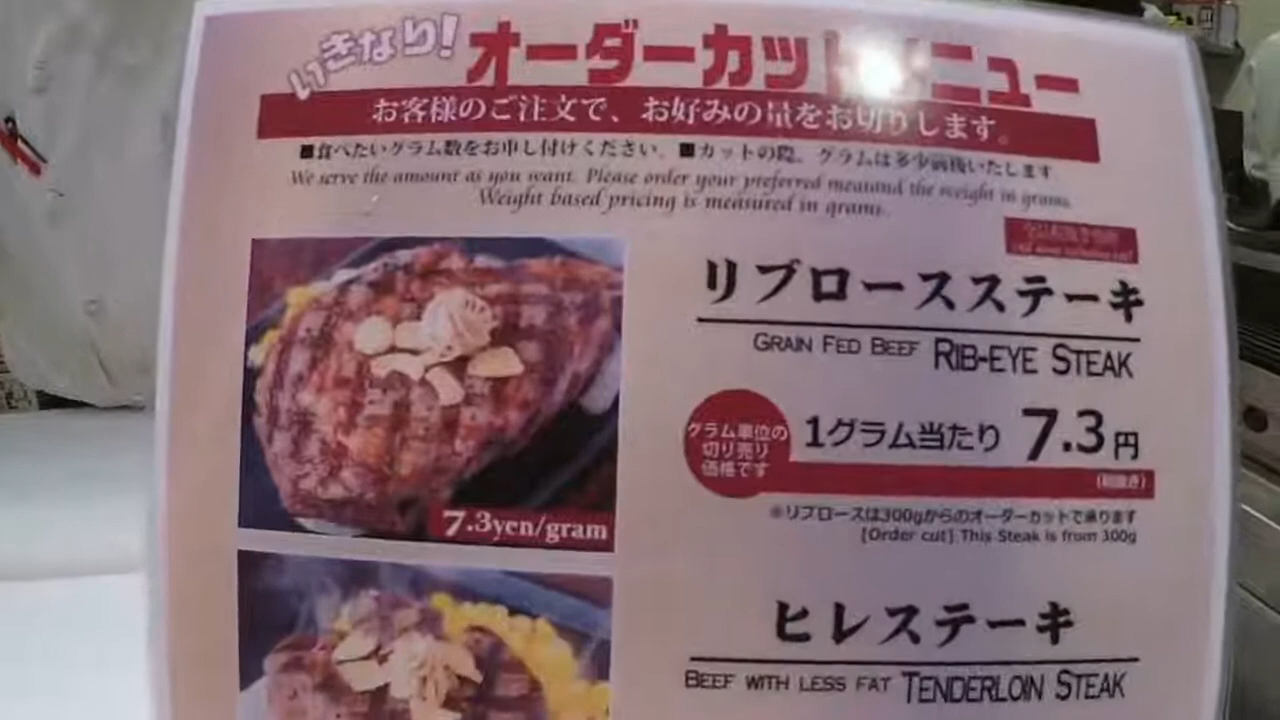 いきなり! オーダーカットメニュー
お客様のご注文で、お好みの量をお切りします。
■食べたいグラム数をお申し付けください。■カットの際、グラムは多少前後いたします
We serve the amount as you want. Please order your preferred meatand the weight in grams.
Weight based pricing is measured in grams.
リブロースステーキ
GRAIN FED BEEF RIB-EYE STEAK
グラム単位の
切り売り
価格です
1グラム当たり 7.3円
(税抜き)
7.3yen/gram
※リブロースは300gからのオーダーカットで承ります
[Order cut] This Steak is from 300g
ヒレステーキ
BEEF WITH LESS FAT TENDERLOIN STEAK